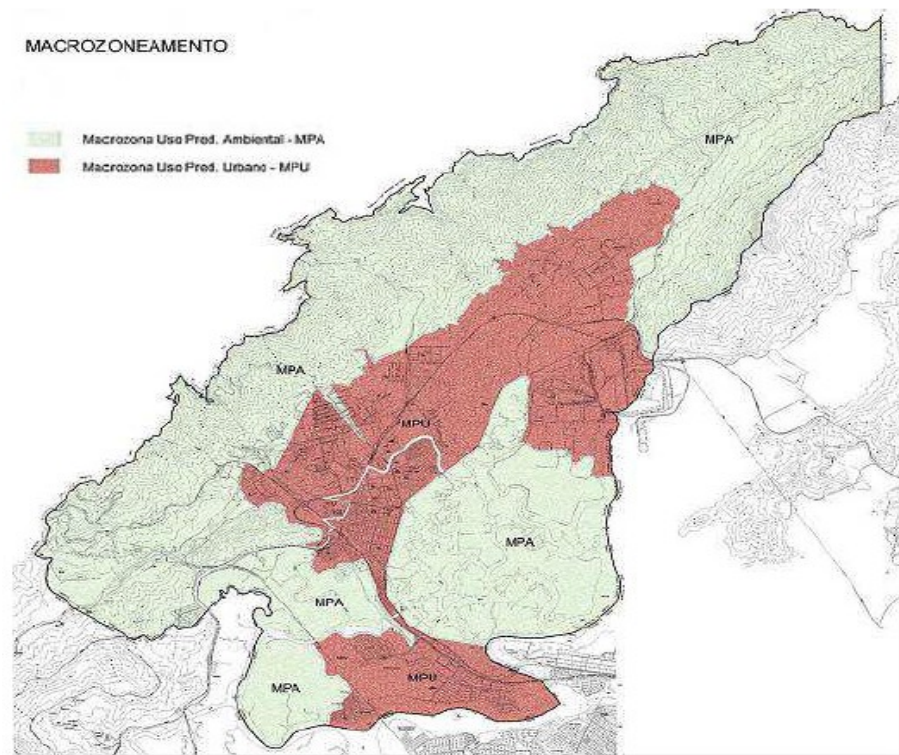 MACROZONEAMENTO
Macrozona Uso Pred. Ambiental - MPA
Macrozona Uso Pred. Urbano - MPU
MPA
MPA
MPU
MPA
MPA
MPU
MPA